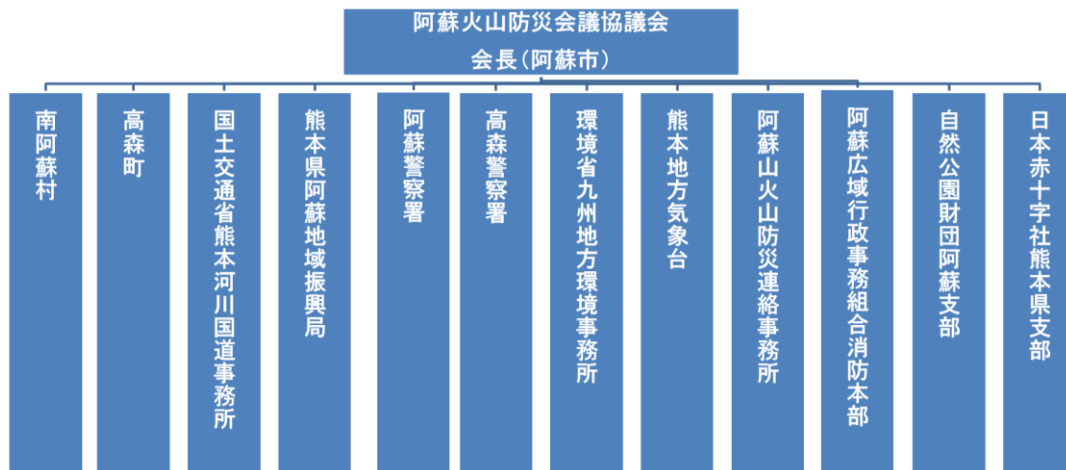 阿蘇火山防災会議協議会
会長（阿蘇市）
南阿蘇村
高森町
国土交通省熊本河川国道事務所
熊本県阿蘇地域振興局
阿蘇警察署
高森警察署
環境省九州地方環境事務所
熊本地方気象台
阿蘇山火山防災連絡事務所
阿蘇広域行政事務組合消防本部
自然公園財団阿蘇支部
日本赤十字社熊本県支部